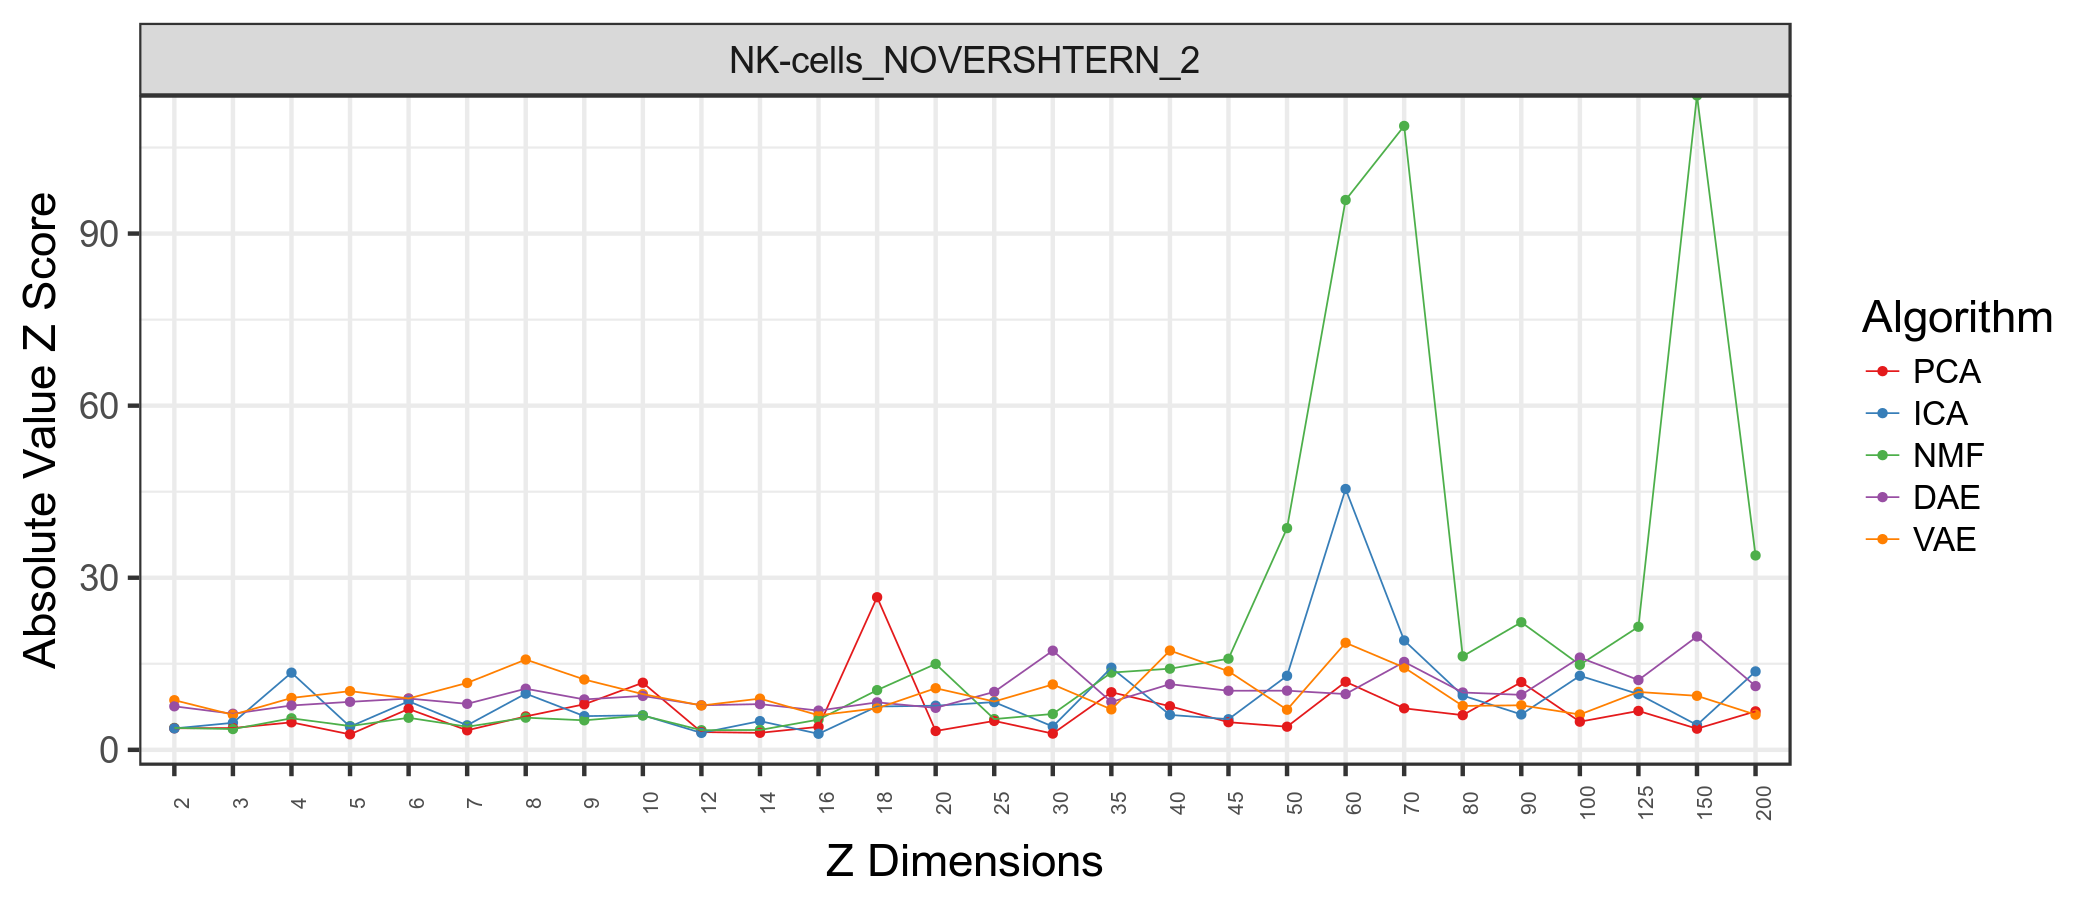 NK-cells_NOVERSHTERN_2
Absolute Value Z Score
90
60
30
0
2 3 4 5 6 7 8 9 10 12 14 16 18 20 25 30 35 40 45 50 60 70 80 90 100 125 150 200
Z Dimensions
Algorithm
PCA
ICA
NMF
DAE
VAE